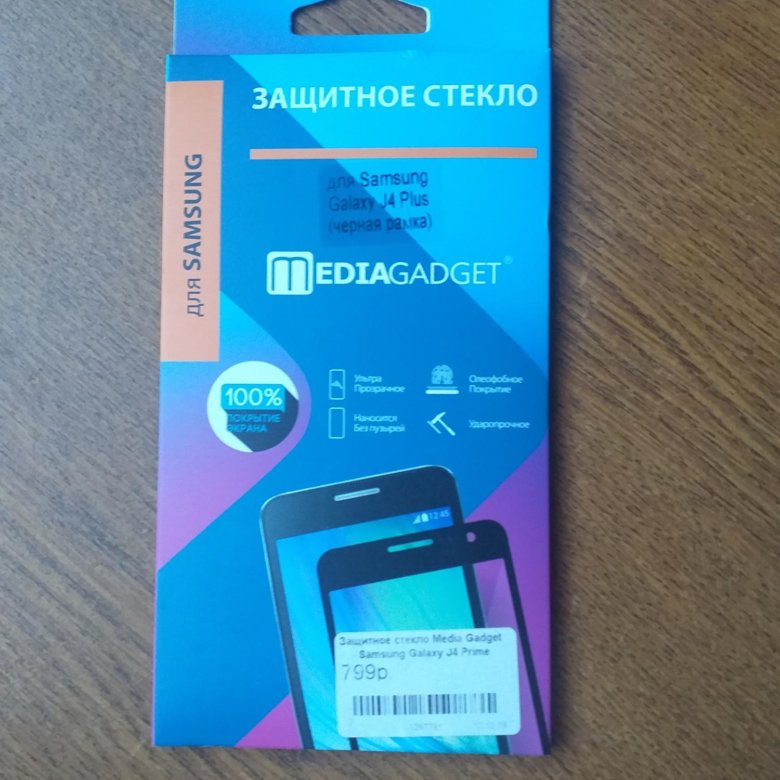 ЗАЩИТНОЕ СТЕКЛО
для SAMSUNG
для Samsung
Galaxy J4 Plus
(черная рамка)
MEDIAGADGET®
100%
ПОКРЫТИЕ
ЭКРАНА
Ультра
Прозрачное
Олеофобное
Покрытие
Наносится
Без пузырей
Ударопрочное
12:45
Защитное стекло Media Gadget
Samsung Galaxy J4 Prime
799р